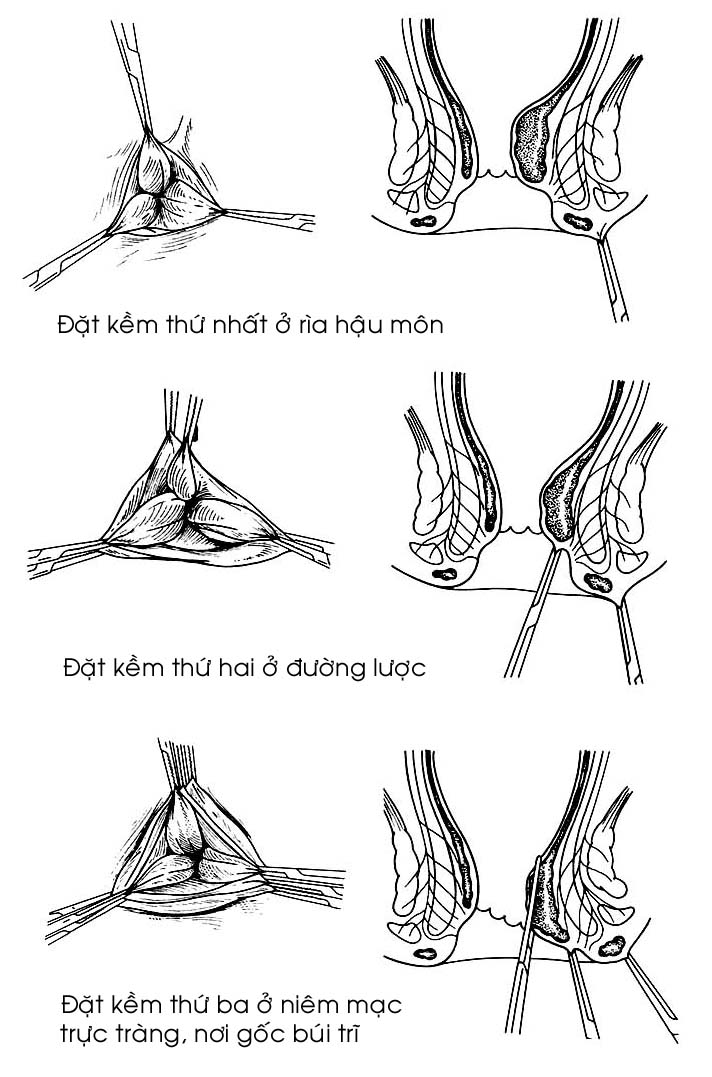 Đặt kềm thứ nhất ở rìa hậu môn
Đặt kềm thứ hai ở đường lược
Đặt kềm thứ ba ở niêm mạc
trực tràng, nơi gốc búi trĩ